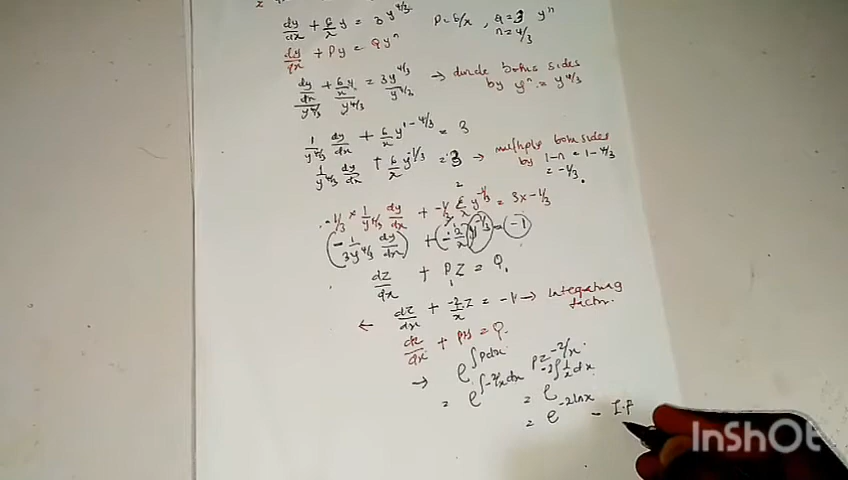 dy/dx + 6/x y = 3 y^4/3 P=6/x , Q=3 y^n n=4/3
dy/dx + Py = Qy^n
dy/dx/y^4/3 + 6y/x/y^4/3 = 3y^4/3/y^4/3 → divide both sides by y^n = y^4/3
1/y^4/3 dy/dx + 6/x y^1-4/3 = 3
1/y^4/3 dy/dx + 6/x y^-1/3 = 3 → multiply both sides by 1-n = 1-4/3 = -1/3
-1/3 x 1/y^4/3 dy/dx + -1/3 6/x y^-1/3 = 3x-1/3
(-1/3y^4/3 dy/dx) + (-2/x) y^-1/3 = -1
dz/dx + P1 Z = Q1
← dz/dx + -2/x Z = -1 → Integrating factor.
dz/dx + Pz = Q.
→ e^∫Pdx P = -2/x
= e^∫-2/x dx = e^-2∫1/x dx
= e^-2lnx - I.F
InShOt